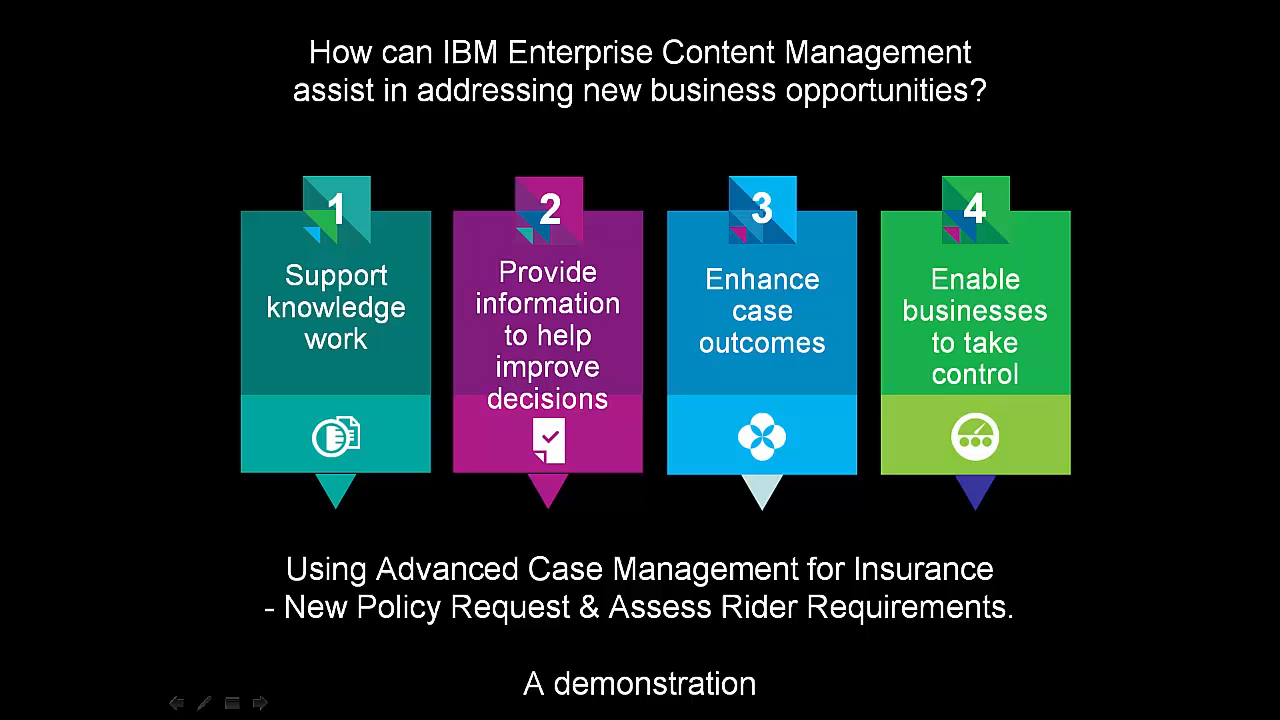 How can IBM Enterprise Content Management
assist in addressing new business opportunities?
1
Support
knowledge
work
2
Provide
information
to help
improve
decisions
3
Enhance
case
outcomes
4
Enable
businesses
to take
control
Using Advanced Case Management for Insurance
- New Policy Request & Assess Rider Requirements.
A demonstration